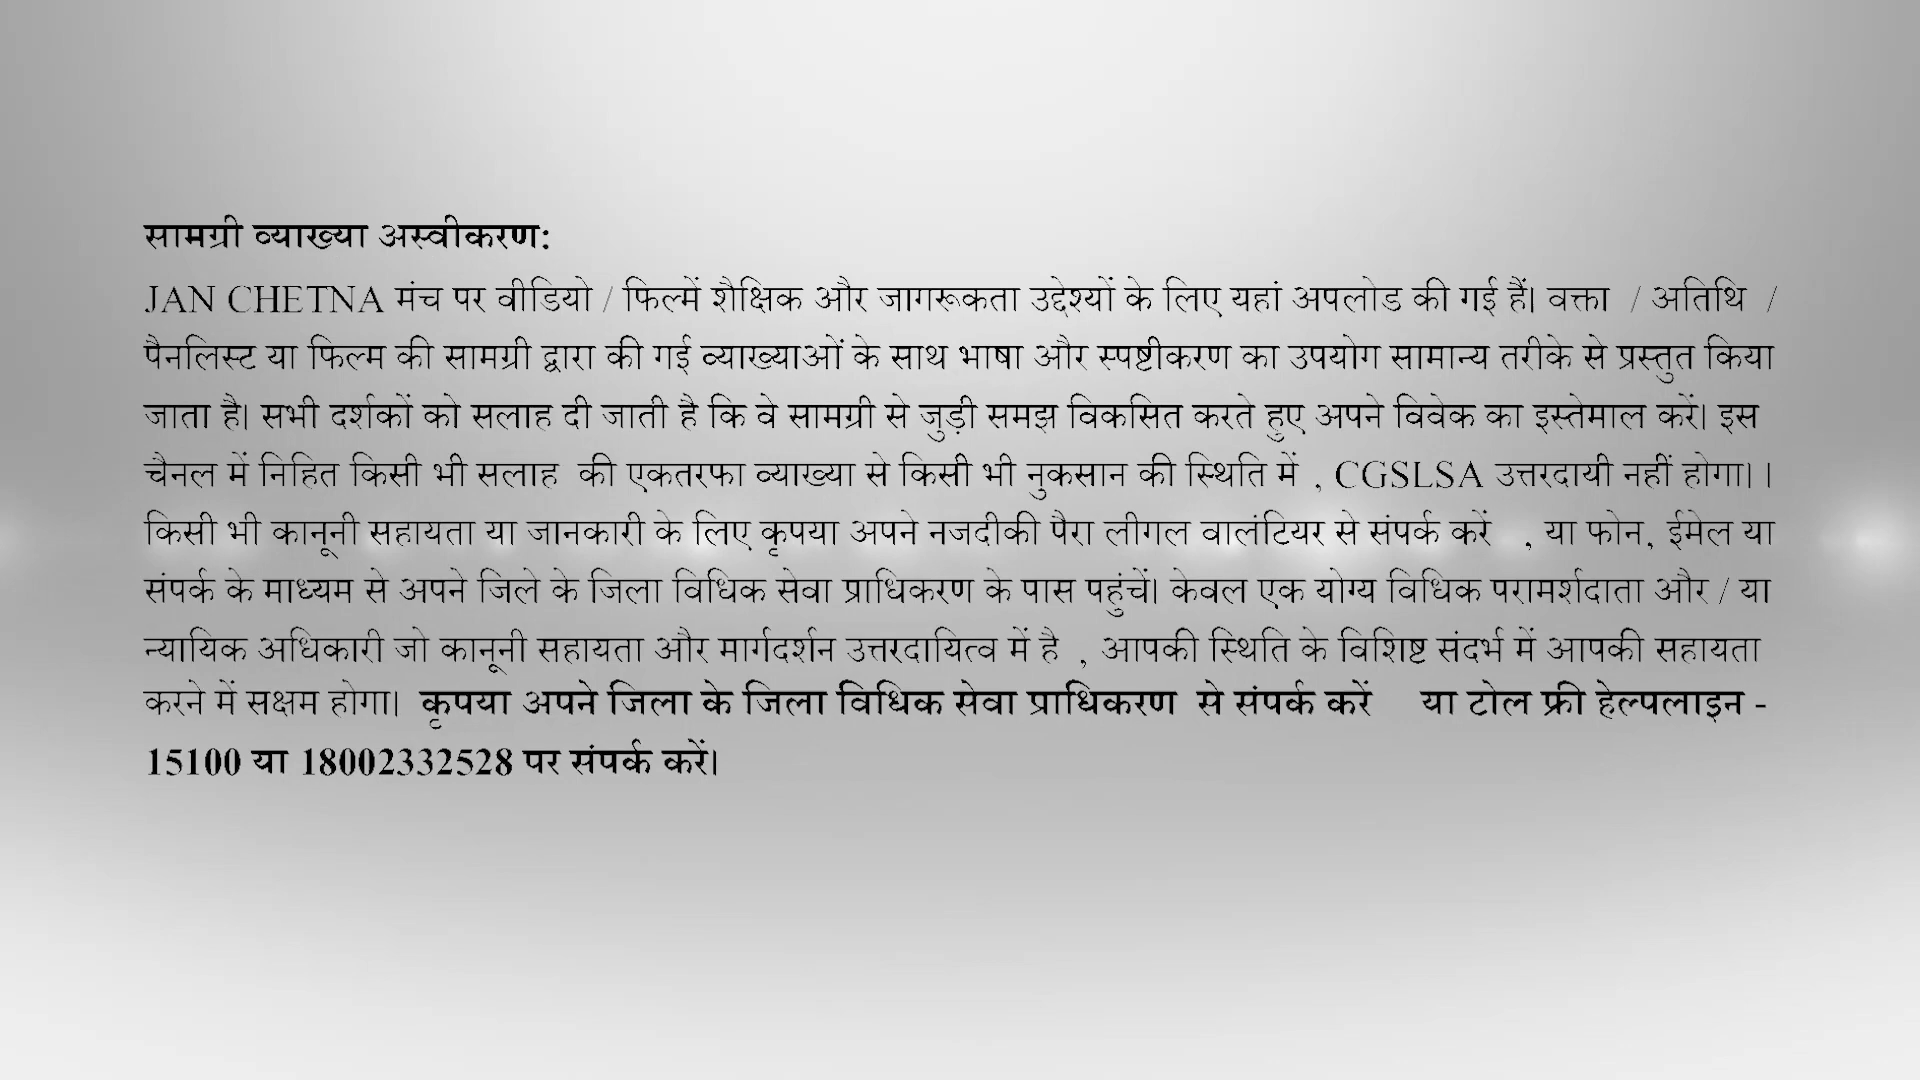 सामग्री व्याख्या अस्वीकरण:
JAN CHETNA मंच पर वीडियो / फिल्में शैक्षिक और जागरूकता उद्देश्यों के लिए यहां अपलोड की गई हैं। वक्ता / अतिथि /
पैनलिस्ट या फिल्म की सामग्री द्वारा की गई व्याख्याओं के साथ भाषा और स्पष्टीकरण का उपयोग सामान्य तरीके से प्रस्तुत किया
जाता है। सभी दर्शकों को सलाह दी जाती है कि वे सामग्री से जुड़ी समझ विकसित करते हुए अपने विवेक का इस्तेमाल करें। इस
चैनल में निहित किसी भी सलाह की एकतरफा व्याख्या से किसी भी नुकसान की स्थिति में , CGSLSA उत्तरदायी नहीं होगा। ।
किसी भी कानूनी सहायता या जानकारी के लिए कृपया अपने नजदीकी पैरा लीगल वालंटियर से संपर्क करें , या फोन, ईमेल या
संपर्क के माध्यम से अपने जिले के जिला विधिक सेवा प्राधिकरण के पास पहुंचें। केवल एक योग्य विधिक परामर्शदाता और / या
न्यायिक अधिकारी जो कानूनी सहायता और मार्गदर्शन उत्तरदायित्व में है , आपकी स्थिति के विशिष्ट संदर्भ में आपकी सहायता
करने में सक्षम होगा। कृपया अपने जिला के जिला विधिक सेवा प्राधिकरण से संपर्क करें या टोल फ्री हेल्पलाइन -
15100 या 18002332528 पर संपर्क करें।